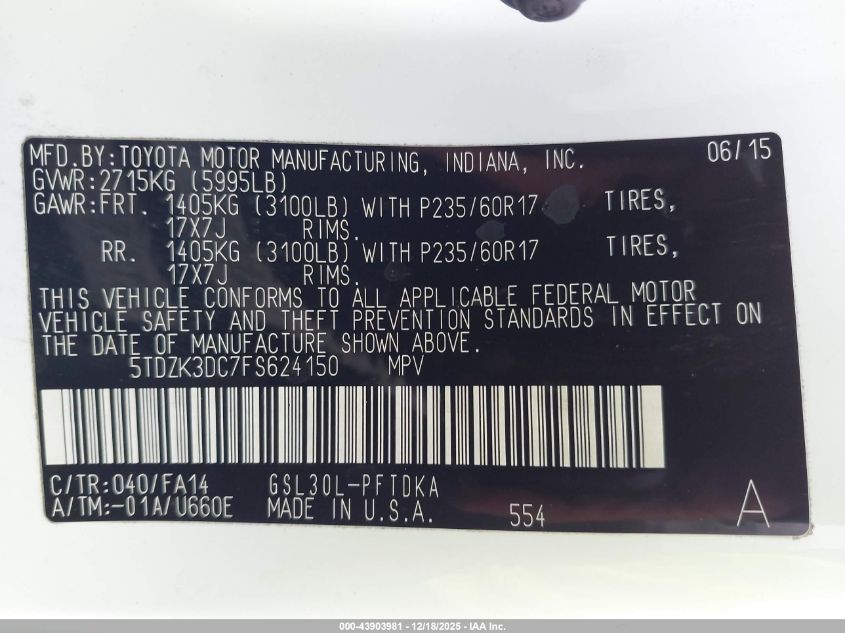 MFD.BY:TOYOTA MOTOR MANUFACTURING, INDIANA, INC. 06/15
GVWR:2715KG (5995LB)
GAWR:FRT. 1405KG (3100LB) WITH P235/60R17 TIRES,
17X7J RIMS.
RR. 1405KG (3100LB) WITH P235/60R17 TIRES,
17X7J RIMS.
THIS VEHICLE CONFORMS TO ALL APPLICABLE FEDERAL MOTOR
VEHICLE SAFETY AND THEFT PREVENTION STANDARDS IN EFFECT ON
THE DATE OF MANUFACTURE SHOWN ABOVE.
5TDZK3DC7FS624150 MPV
C/TR:040/FA14 GSL30L-PFTDKA
A/TM:-01A/U660E MADE IN U.S.A. 554 A
000-43903981 - 12/18/2025 - IAA Inc.